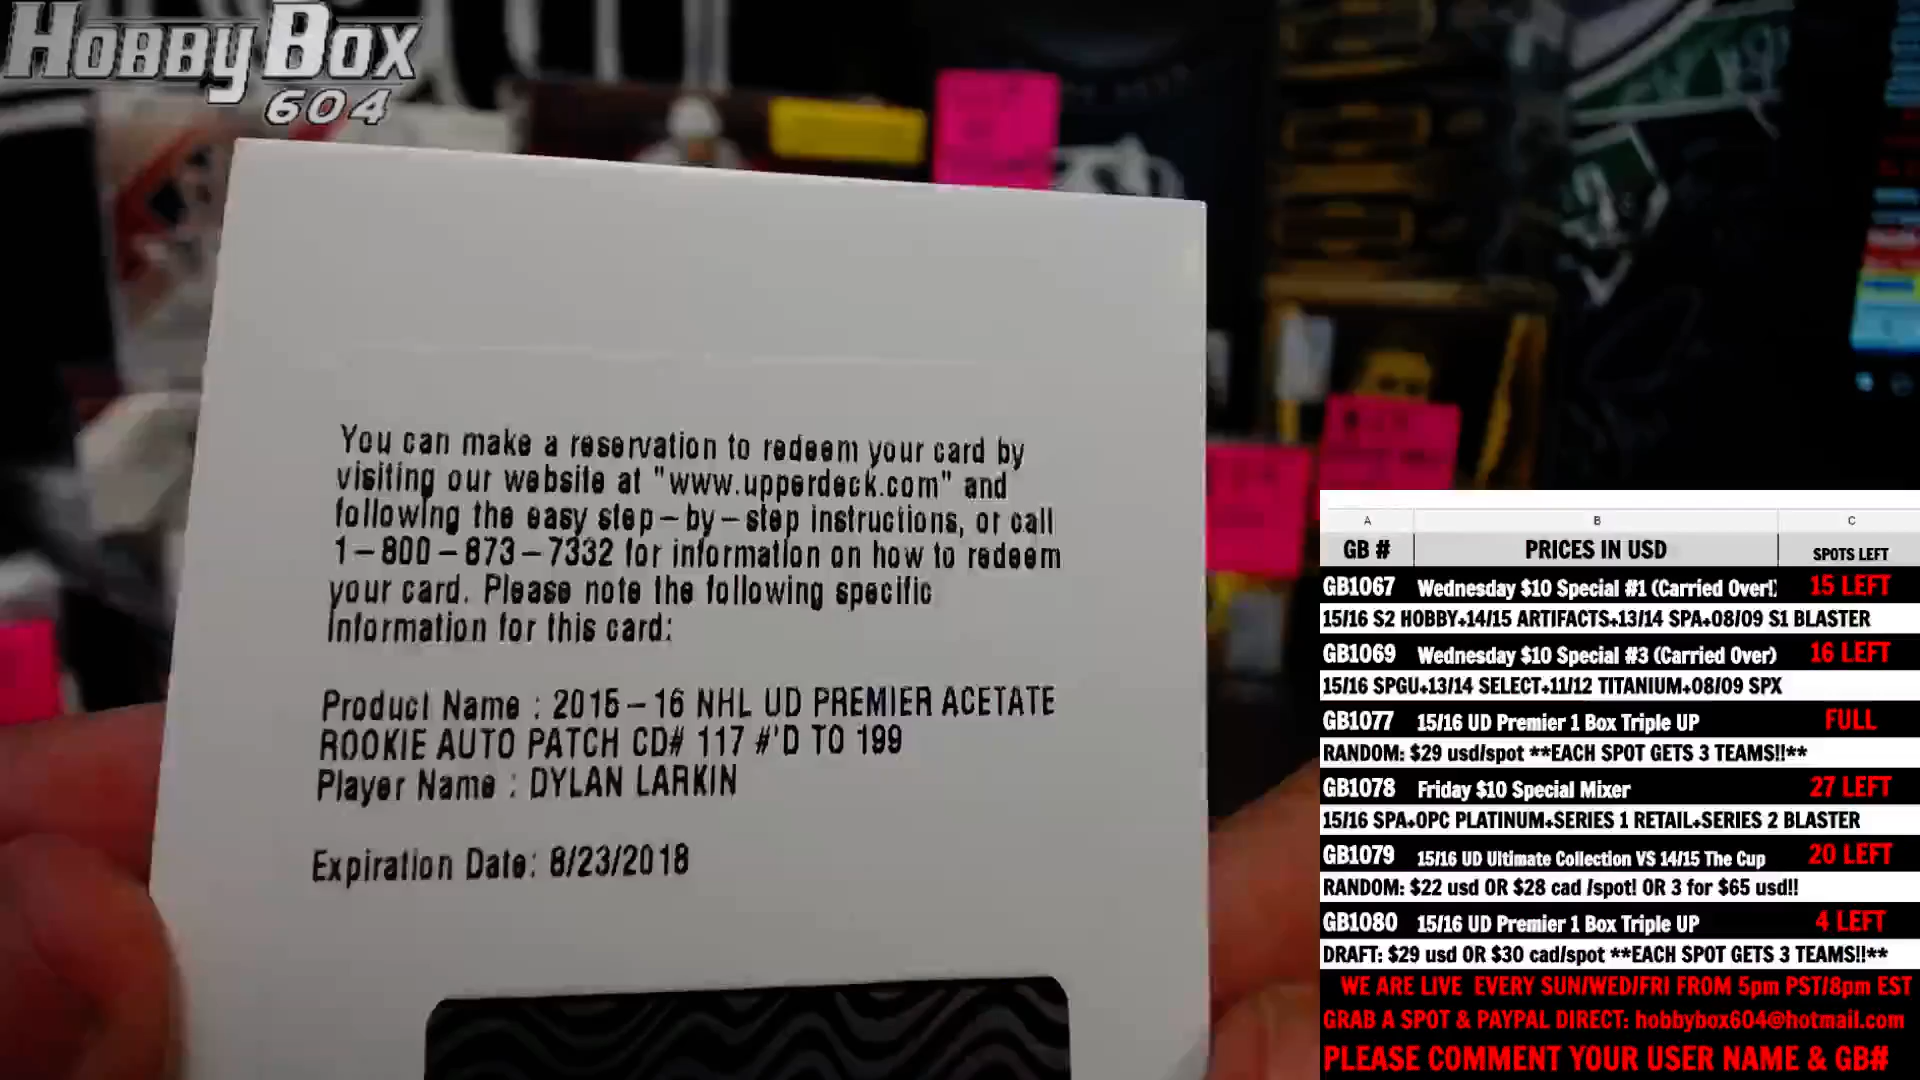 HobbyBox
604
You can make a reservation to redeem your card by
visiting our website at "www.upperdeck.com" and
following the easy step-by-step instructions, or call
1-800-873-7332 for information on how to redeem
your card. Please note the following specific
information for this card:
Product Name : 2015-16 NHL UD PREMIER ACETATE
ROOKIE AUTO PATCH CD# 117 #'D TO 199
Player Name : DYLAN LARKIN
Expiration Date: 8/23/2018
A B C
GB # PRICES IN USD SPOTS LEFT
GB1067 Wednesday $10 Special #1 (Carried Over!) 15 LEFT
15/16 S2 HOBBY+14/15 ARTIFACTS+13/14 SPA+08/09 S1 BLASTER
GB1069 Wednesday $10 Special #3 (Carried Over) 16 LEFT
15/16 SPGU+13/14 SELECT+11/12 TITANIUM+08/09 SPX
GB1077 15/16 UD Premier 1 Box Triple UP FULL
RANDOM: $29 usd/spot **EACH SPOT GETS 3 TEAMS!!**
GB1078 Friday $10 Special Mixer 27 LEFT
15/16 SPA+OPC PLATINUM+SERIES 1 RETAIL+SERIES 2 BLASTER
GB1079 15/16 UD Ultimate Collection VS 14/15 The Cup 20 LEFT
RANDOM: $22 usd OR $28 cad /spot! OR 3 for $65 usd!!
GB1080 15/16 UD Premier 1 Box Triple UP 4 LEFT
DRAFT: $29 usd OR $30 cad/spot **EACH SPOT GETS 3 TEAMS!!**
WE ARE LIVE EVERY SUN/WED/FRI FROM 5pm PST/8pm EST
GRAB A SPOT & PAYPAL DIRECT: hobbybox604@hotmail.com
PLEASE COMMENT YOUR USER NAME & GB#